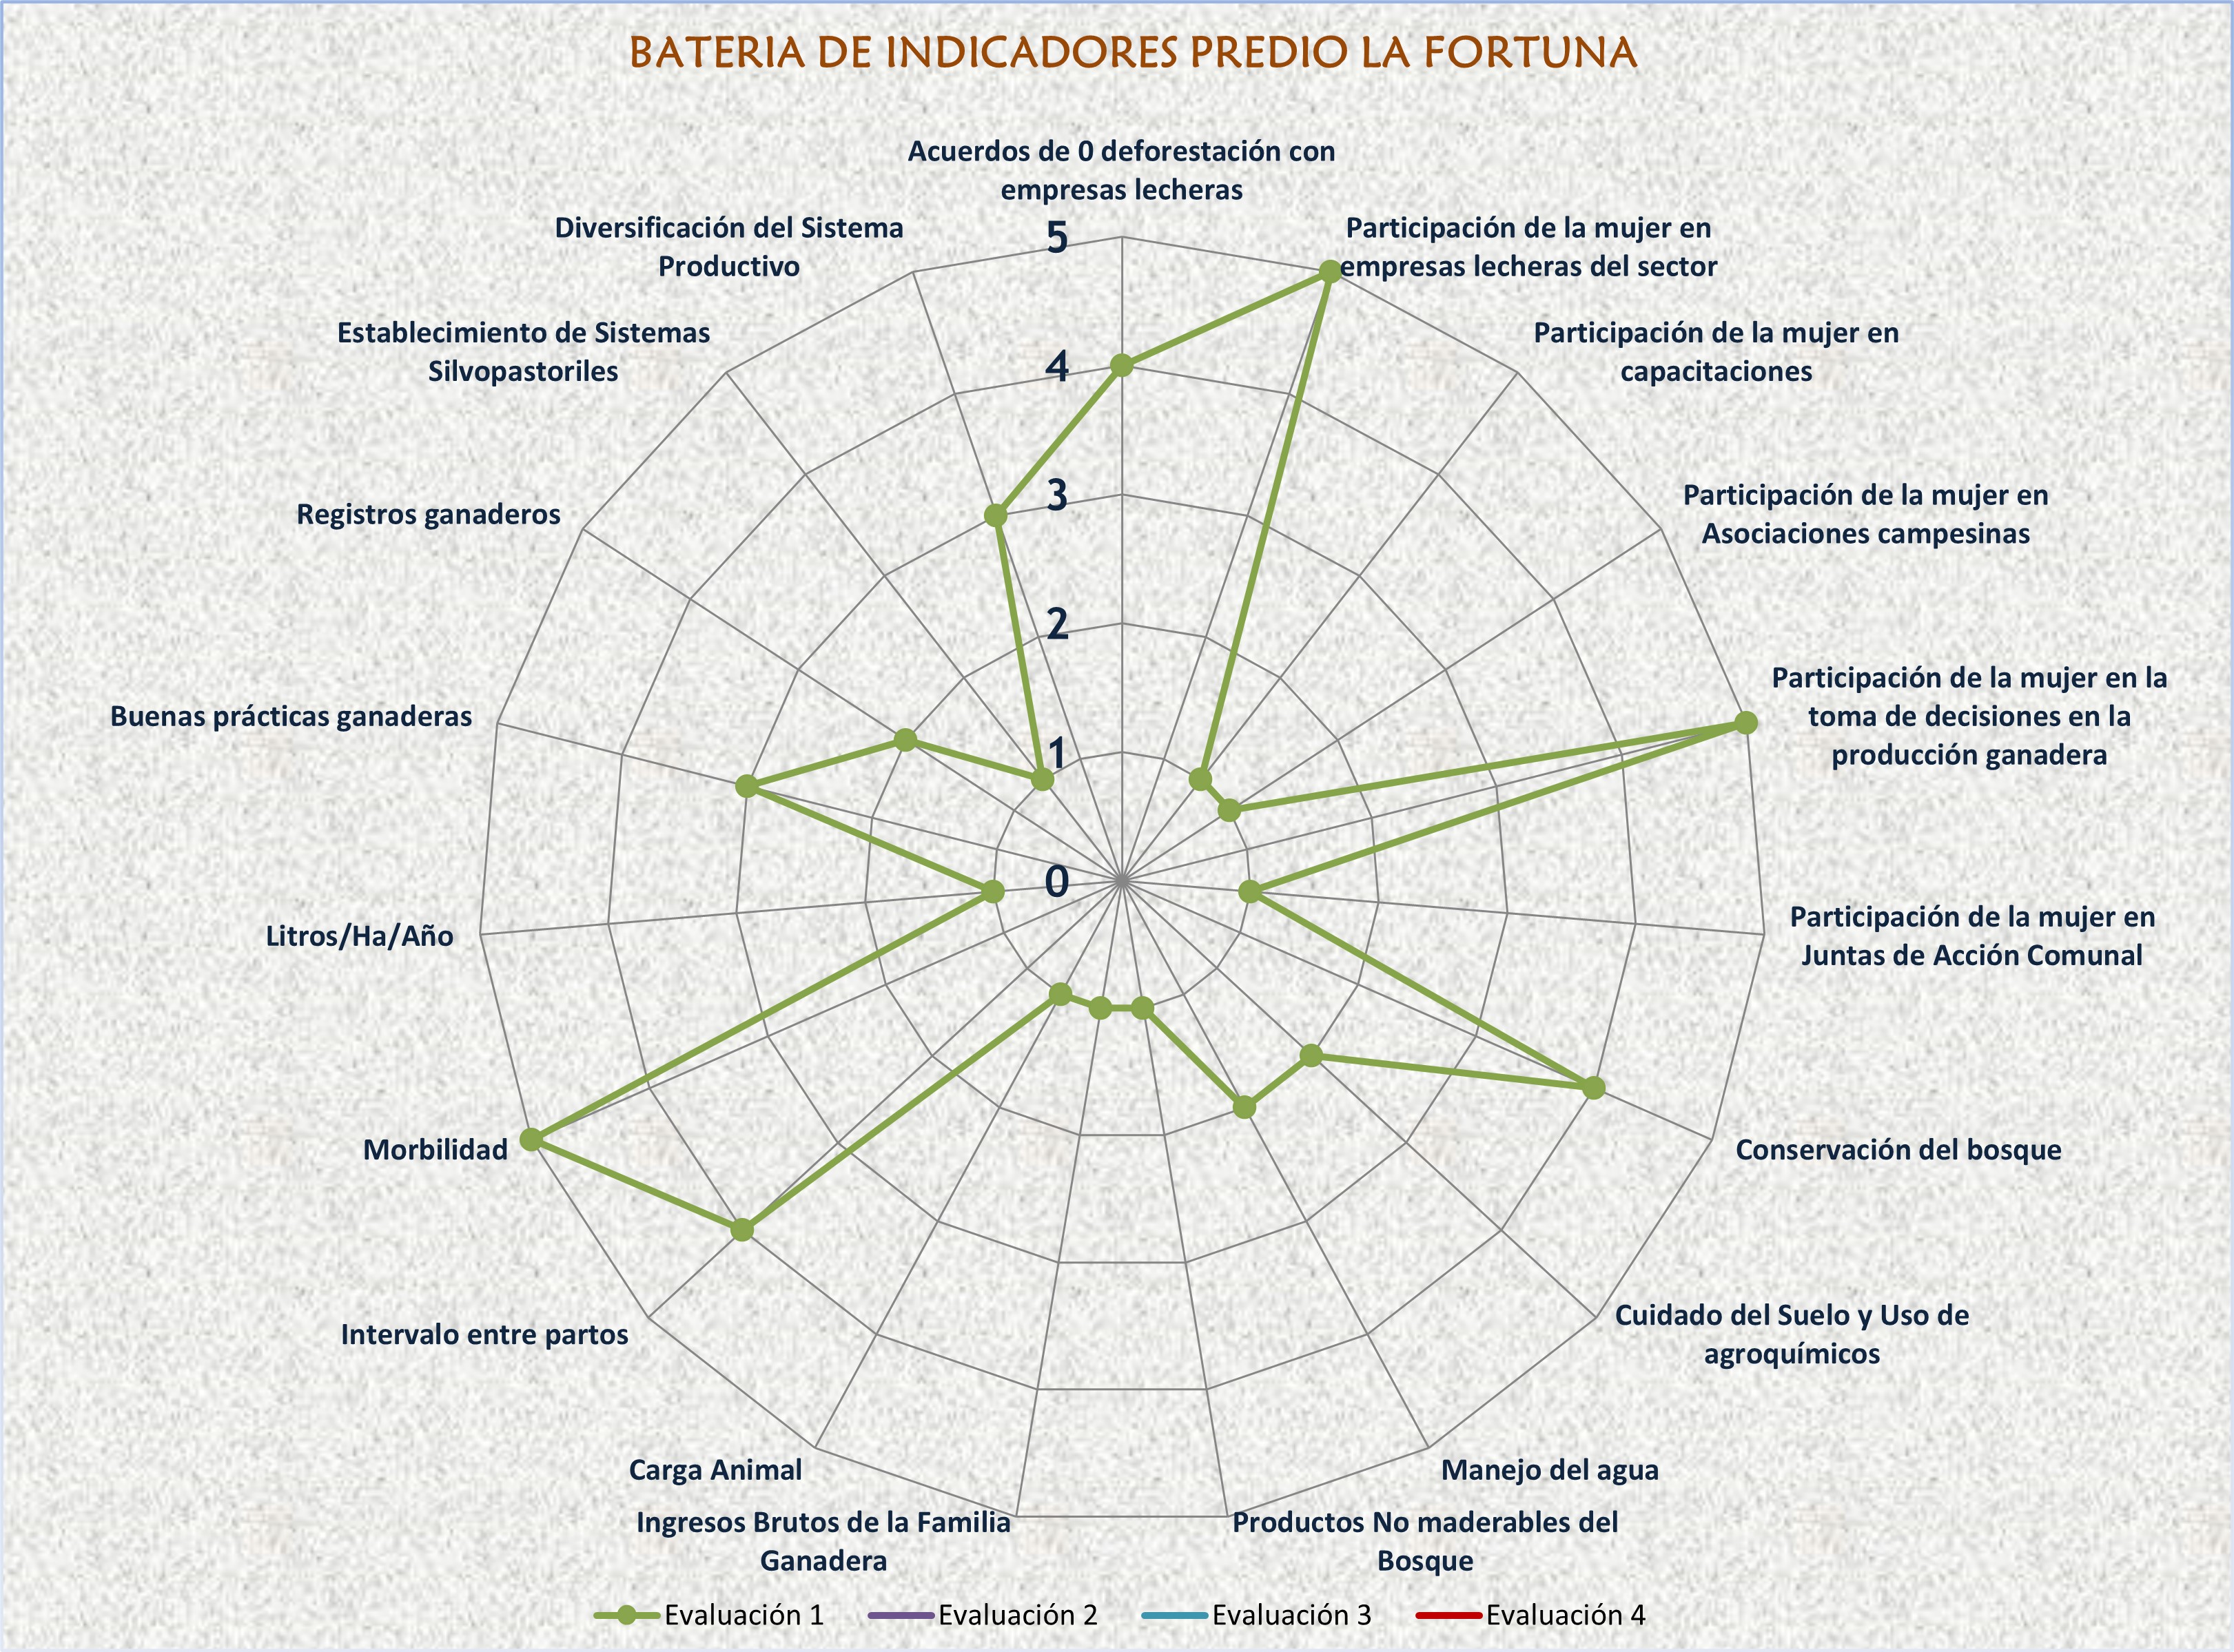 BATERIA DE INDICADORES PREDIO LA FORTUNA
Acuerdos de 0 deforestación con
empresas lecheras
Participación de la mujer en
empresas lecheras del sector
Participación de la mujer en
capacitaciones
Participación de la mujer en
Asociaciones campesinas
Participación de la mujer en la
toma de decisiones en la
producción ganadera
Participación de la mujer en
Juntas de Acción Comunal
Conservación del bosque
Cuidado del Suelo y Uso de
agroquímicos
Manejo del agua
Productos No maderables del
Bosque
Ingresos Brutos de la Familia
Ganadera
Carga Animal
Intervalo entre partos
Morbilidad
Litros/Ha/Año
Buenas prácticas ganaderas
Registros ganaderos
Establecimiento de Sistemas
Silvopastoriles
Diversificación del Sistema
Productivo
5
4
3
2
1
0
Evaluación 1
Evaluación 2
Evaluación 3
Evaluación 4